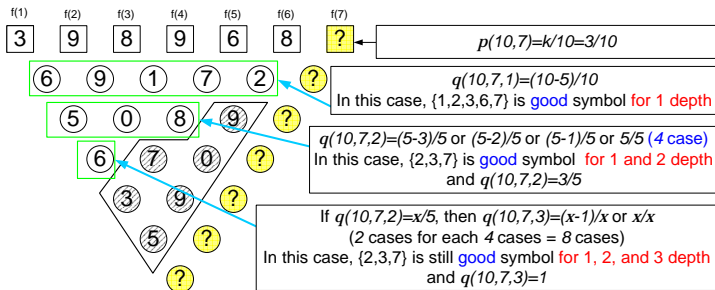 f(1) f(2) f(3) f(4) f(5) f(6) f(7)
3 9 8 9 6 8 ?
p(10,7)=k/10=3/10
6 9 1 7 2 ?
q(10,7,1)=(10-5)/10
In this case, {1,2,3,6,7} is good symbol for 1 depth
5 0 8 9 ?
q(10,7,2)=(5-3)/5 or (5-2)/5 or (5-1)/5 or 5/5 (4 case)
In this case, {2,3,7} is good symbol for 1 and 2 depth
and q(10,7,2)=3/5
6 7 0 ?
3 9 ?
5 ?
?
If q(10,7,2)=x/5, then q(10,7,3)=(x-1)/x or x/x
(2 cases for each 4 cases = 8 cases)
In this case, {2,3,7} is still good symbol for 1, 2, and 3 depth
and q(10,7,3)=1